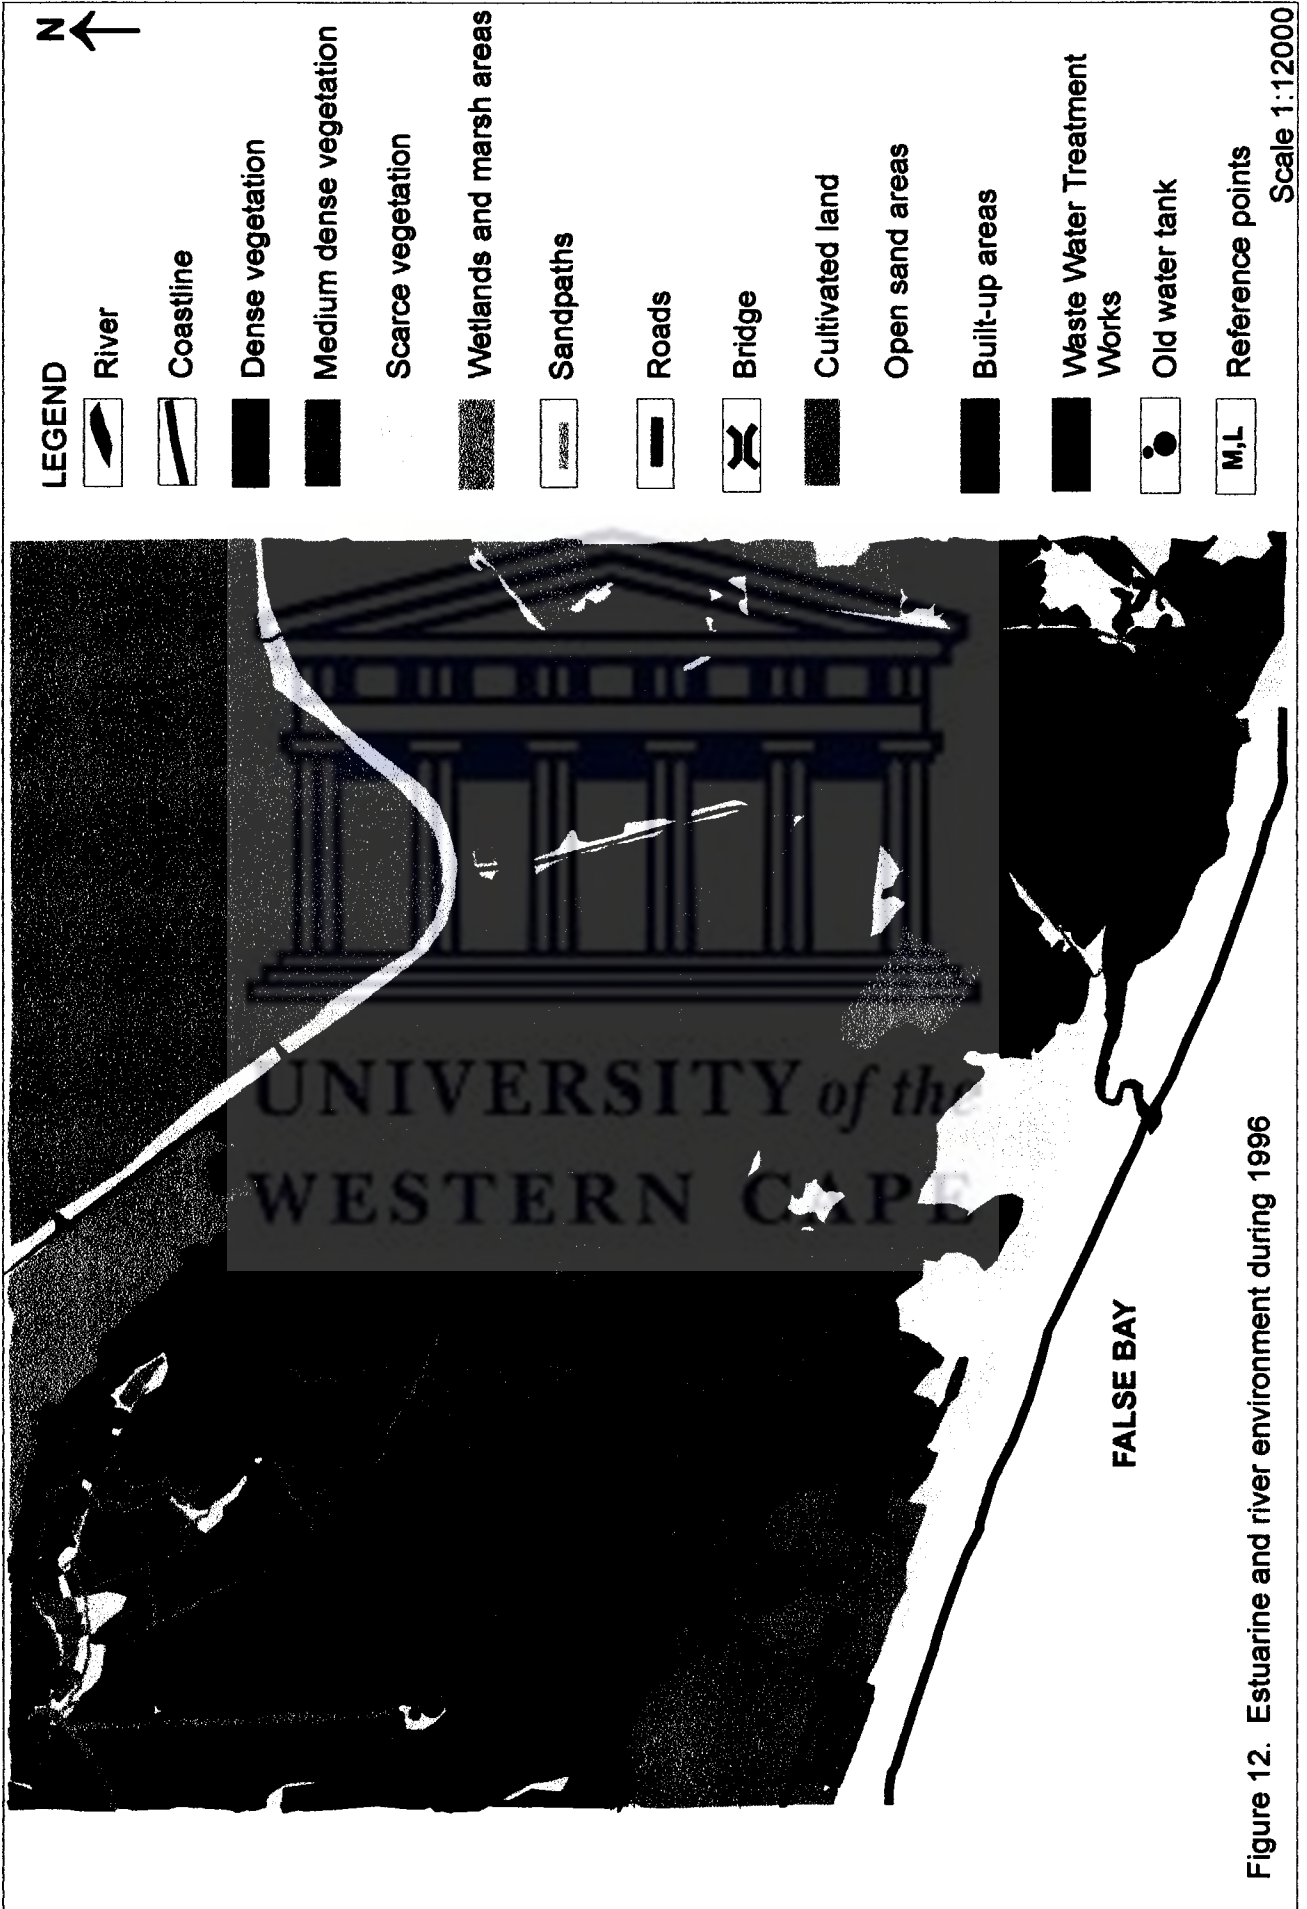 N
LEGEND
River
Coastline
Dense vegetation
Medium dense vegetation
Scarce vegetation
Wetlands and marsh areas
Sandpaths
Roads
Bridge
Cultivated land
Open sand areas
Built-up areas
Waste Water Treatment
Works
Old water tank
M,L
Reference points
Scale 1:12000
UNIVERSITY of the
WESTERN CAPE
FALSE BAY
Figure 12. Estuarine and river environment during 1996